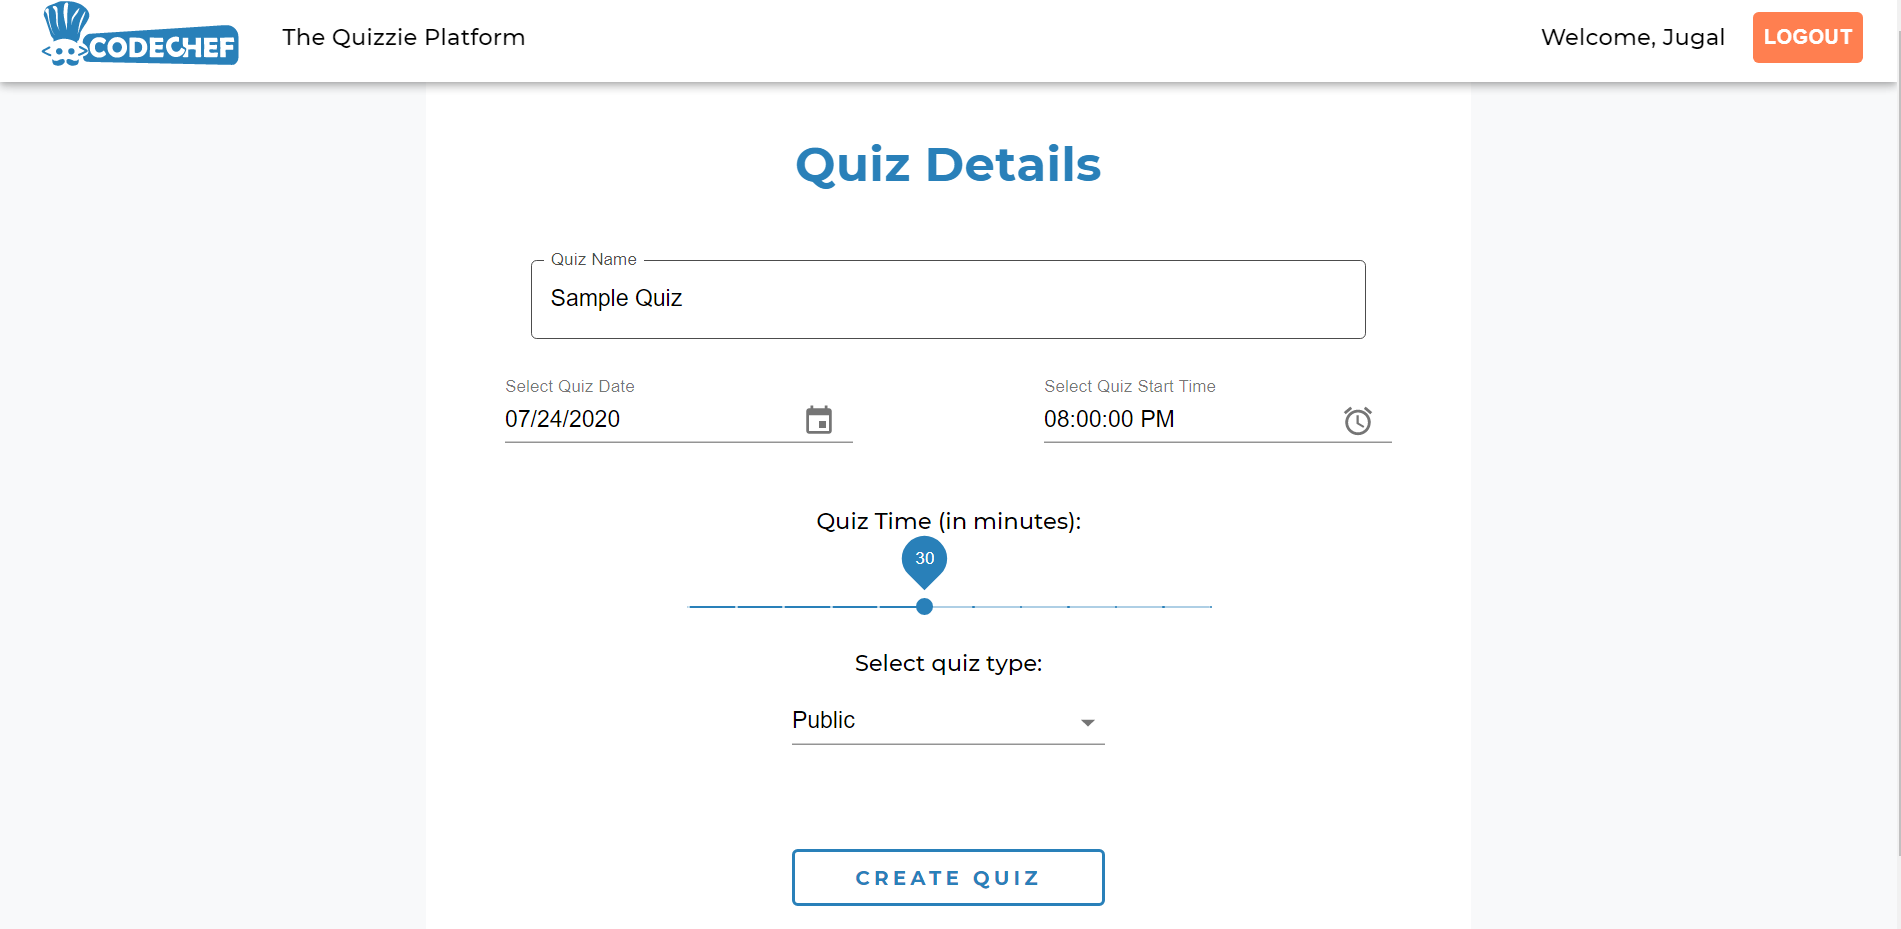 CODECHEF
The Quizzie Platform
Welcome, Jugal
LOGOUT
Quiz Details
Quiz Name
Sample Quiz
Select Quiz Date
07/24/2020
Select Quiz Start Time
08:00:00 PM
Quiz Time (in minutes):
30
Select quiz type:
Public
CREATE QUIZ